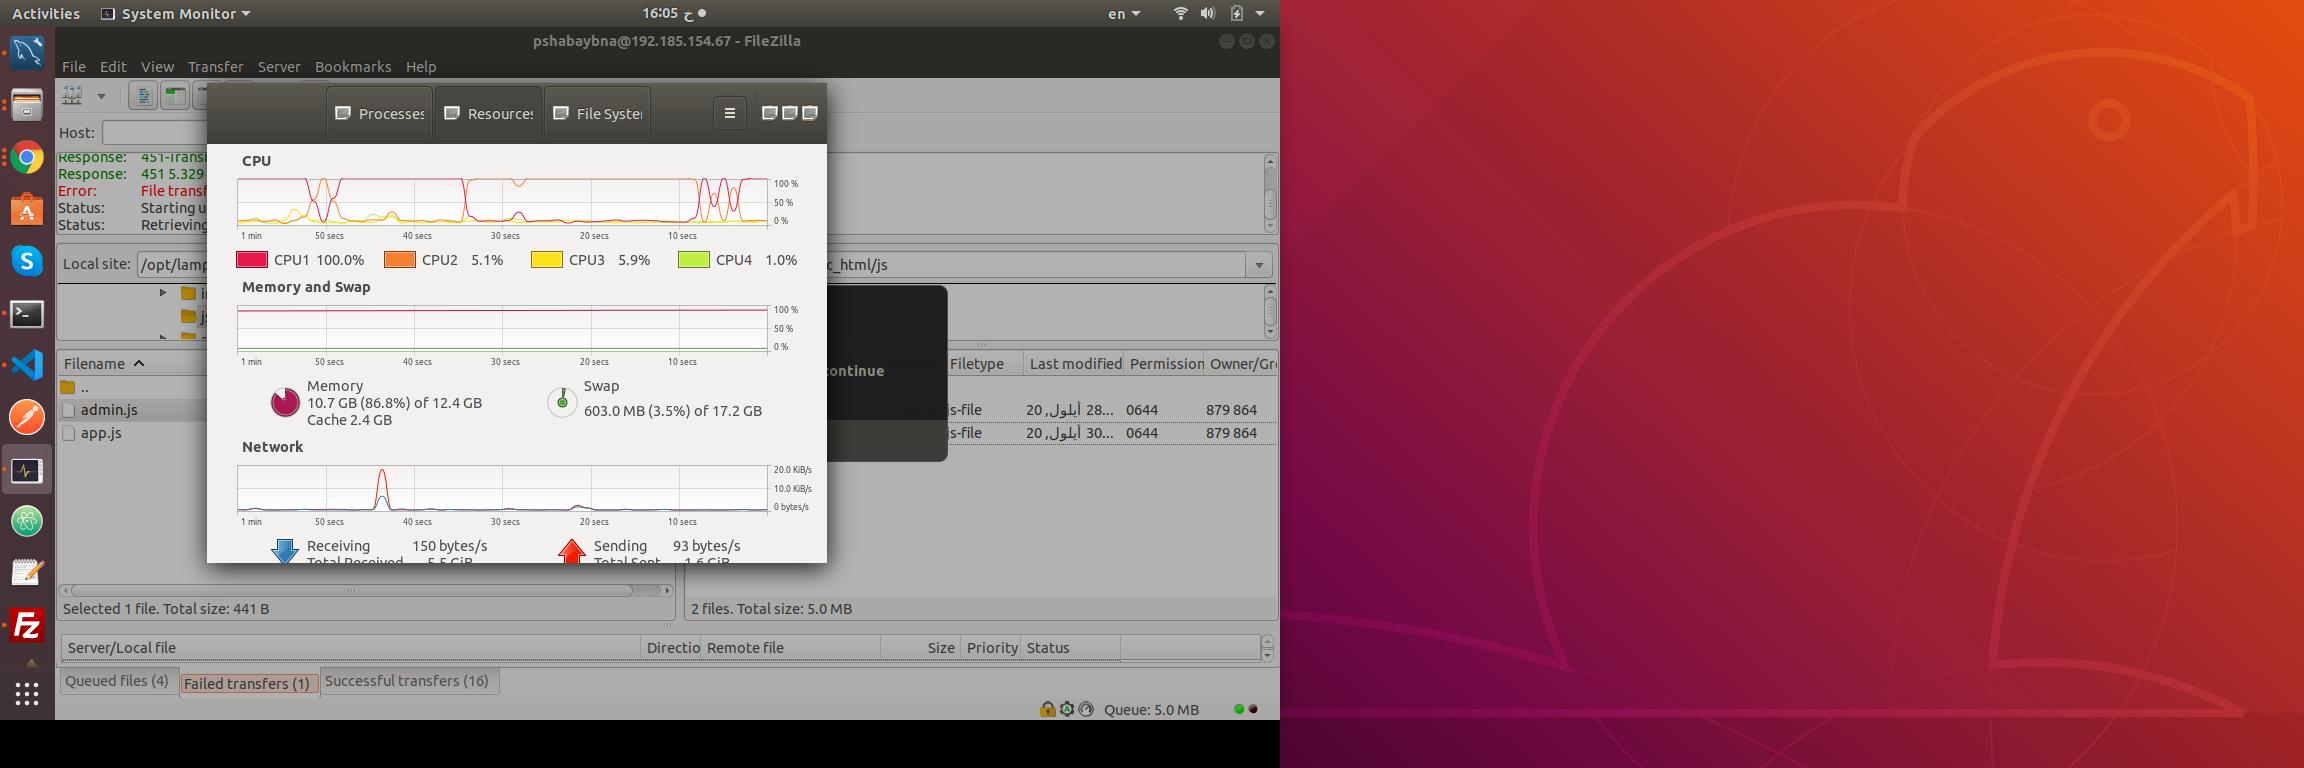 Activities System Monitor 16:05 خ en
pshabaybna@192.185.154.67 - FileZilla
File Edit View Transfer Server Bookmarks Help
Processes Resources File System
Host:
Response: 451-Trans
Response: 451 5.329
Error: File transf
Status: Starting u
Status: Retrieving
Local site: /opt/lamp
c_html/js
CPU
100 %
50 %
0 %
1 min 50 secs 40 secs 30 secs 20 secs 10 secs
CPU1 100.0% CPU2 5.1% CPU3 5.9% CPU4 1.0%
Memory and Swap
100 %
50 %
0 %
1 min 50 secs 40 secs 30 secs 20 secs 10 secs
Memory
10.7 GB (86.8%) of 12.4 GB
Cache 2.4 GB
Swap
603.0 MB (3.5%) of 17.2 GB
Network
20.0 KiB/s
10.0 KiB/s
0 bytes/s
1 min 50 secs 40 secs 30 secs 20 secs 10 secs
Receiving 150 bytes/s Sending 93 bytes/s
Total Received 5.5 GiB Total Sent 1.6 GiB
continue
Filename
..
admin.js
app.js
Filetype Last modified Permission Owner/Gr
js-file 20 ,أيلول 28... 0644 879 864
js-file 20 ,أيلول 30... 0644 879 864
Selected 1 file. Total size: 441 B
2 files. Total size: 5.0 MB
Server/Local file Directio Remote file Size Priority Status
Queued files (4) Failed transfers (1) Successful transfers (16)
Queue: 5.0 MB